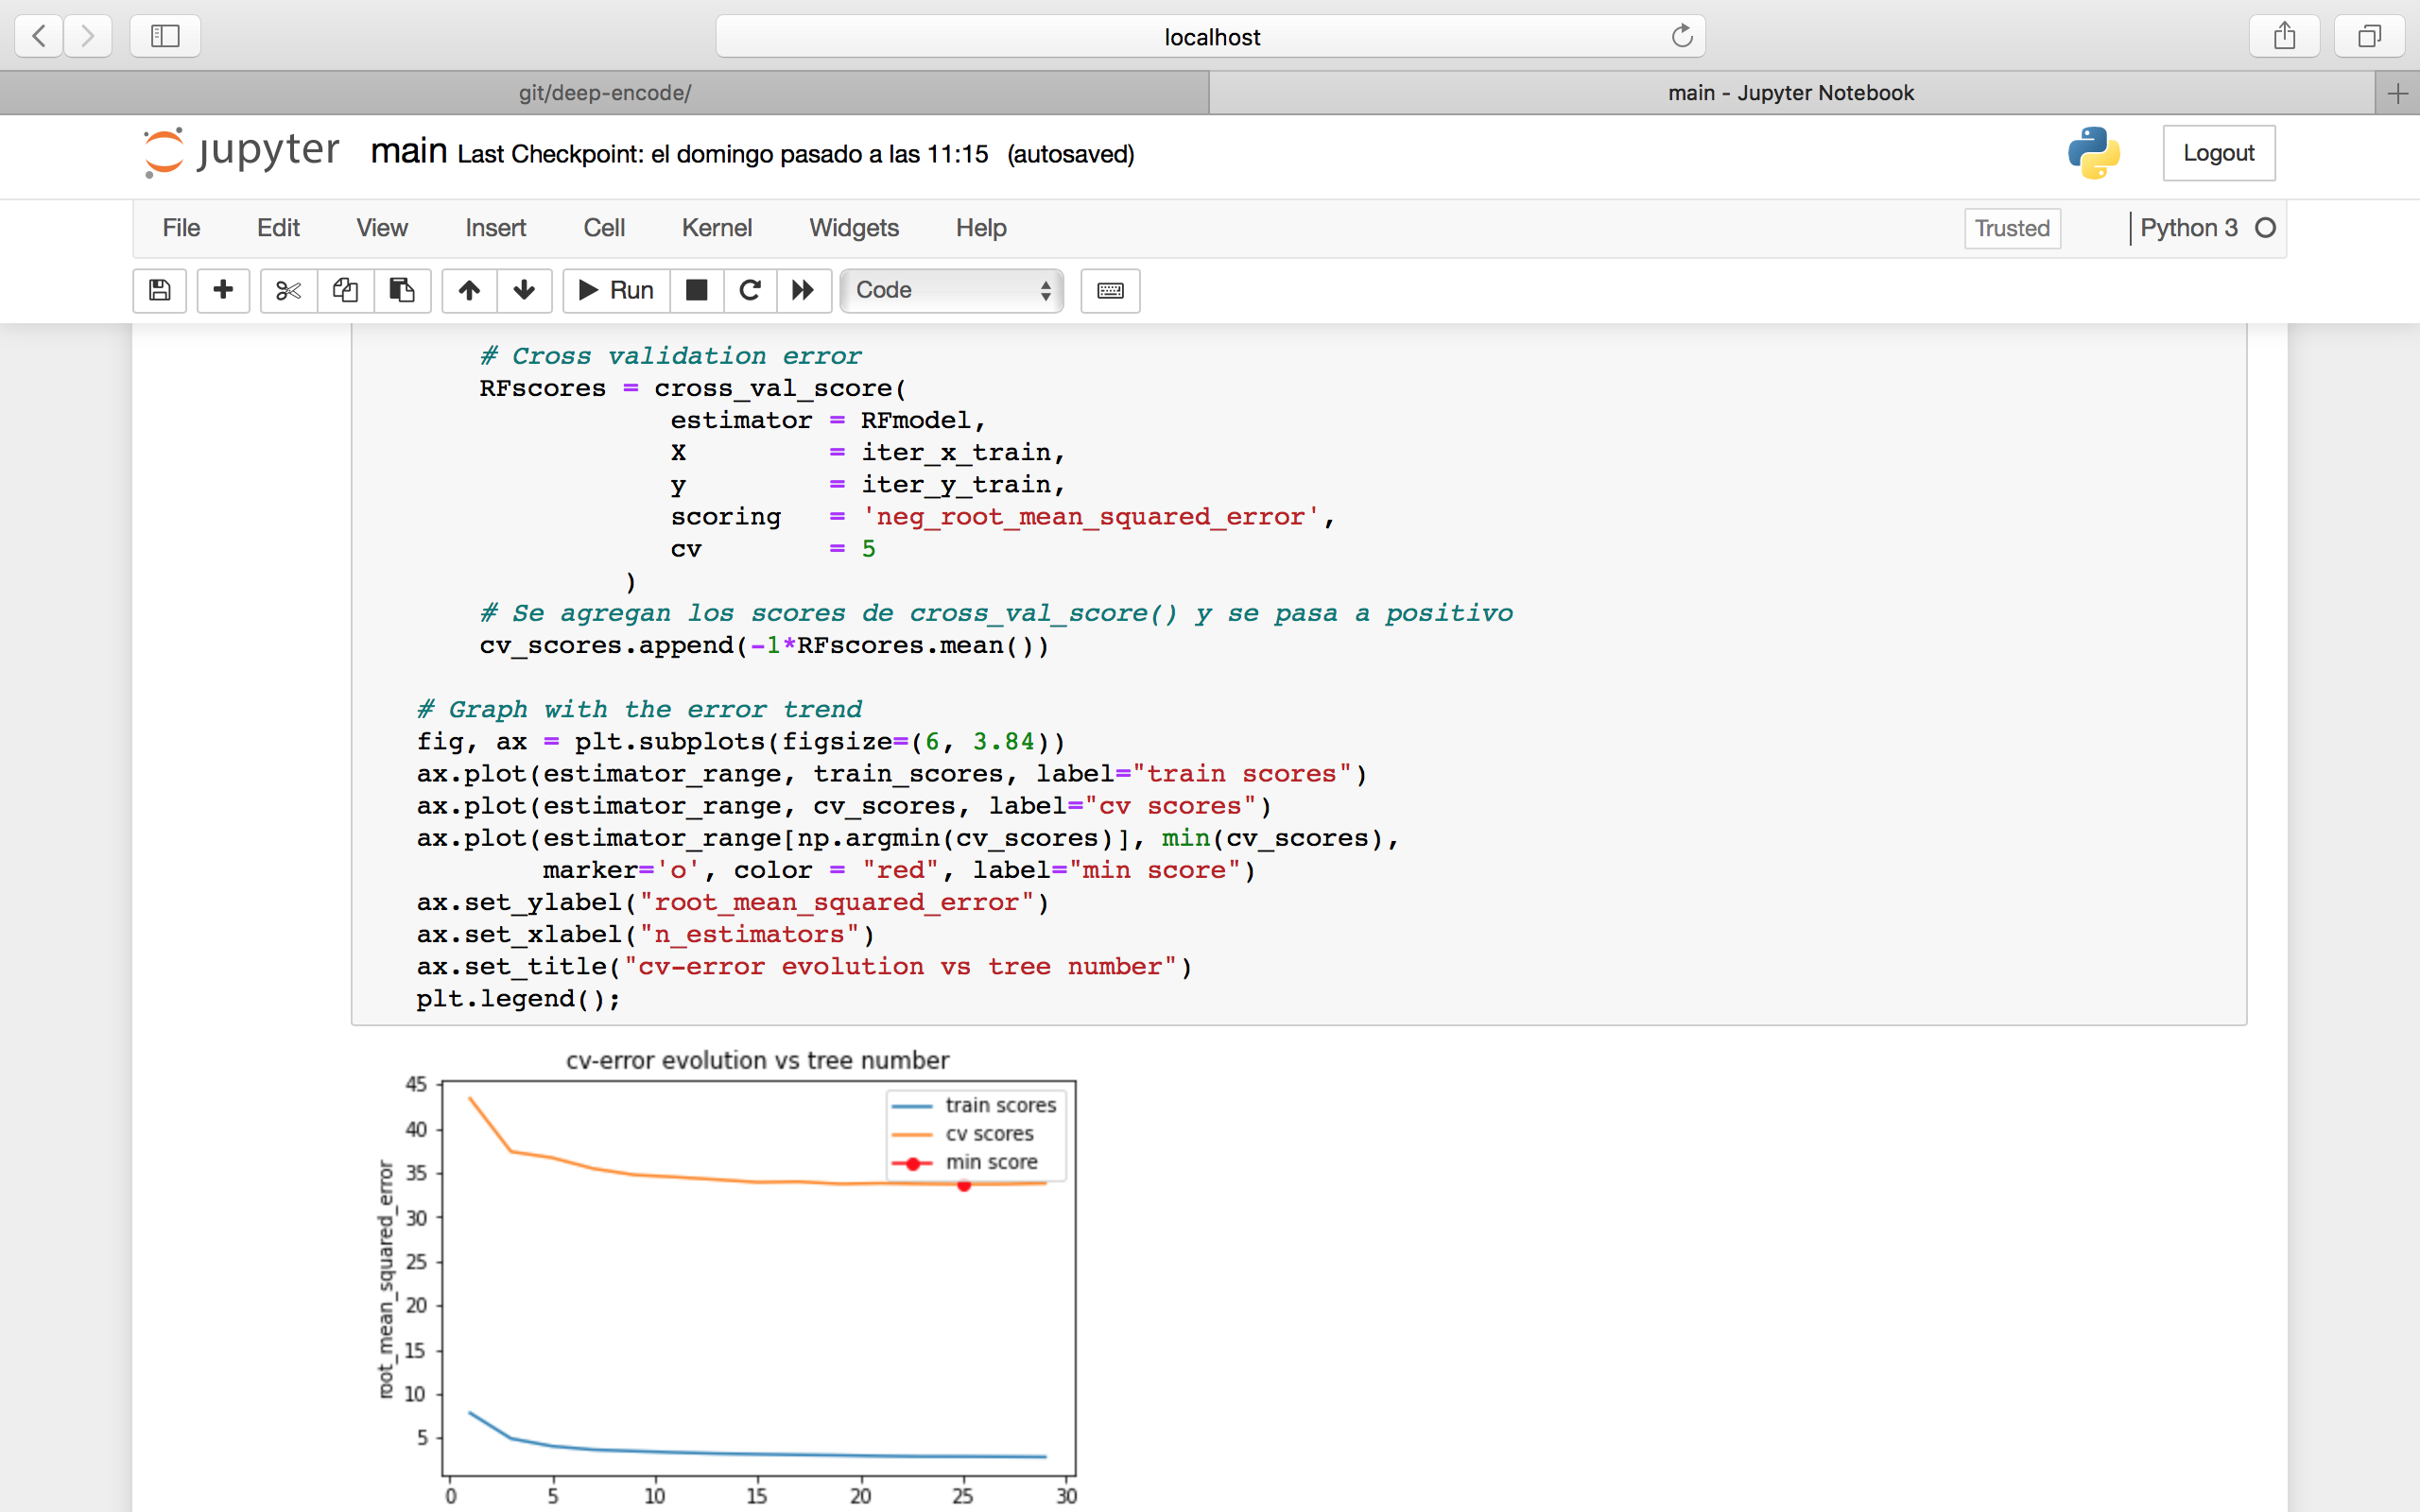 localhost
git/deep-encode/
main - Jupyter Notebook
jupyter main Last Checkpoint: el domingo pasado a las 11:15 (autosaved)
Logout
File Edit View Insert Cell Kernel Widgets Help
Trusted
Python 3
Run
Code
# Cross validation error
RFscores = cross_val_score(
estimator = RFmodel,
X = iter_x_train,
y = iter_y_train,
scoring = 'neg_root_mean_squared_error',
cv = 5
)
# Se agregan los scores de cross_val_score() y se pasa a positivo
cv_scores.append(-1*RFscores.mean())
# Graph with the error trend
fig, ax = plt.subplots(figsize=(6, 3.84))
ax.plot(estimator_range, train_scores, label="train scores")
ax.plot(estimator_range, cv_scores, label="cv scores")
ax.plot(estimator_range[np.argmin(cv_scores)], min(cv_scores),
marker='o', color = "red", label="min score")
ax.set_ylabel("root_mean_squared_error")
ax.set_xlabel("n_estimators")
ax.set_title("cv-error evolution vs tree number")
plt.legend();
cv-error evolution vs tree number
train scores
cv scores
min score
root_mean_squared_error
45
40
35
30
25
20
15
10
5
0 5 10 15 20 25 30